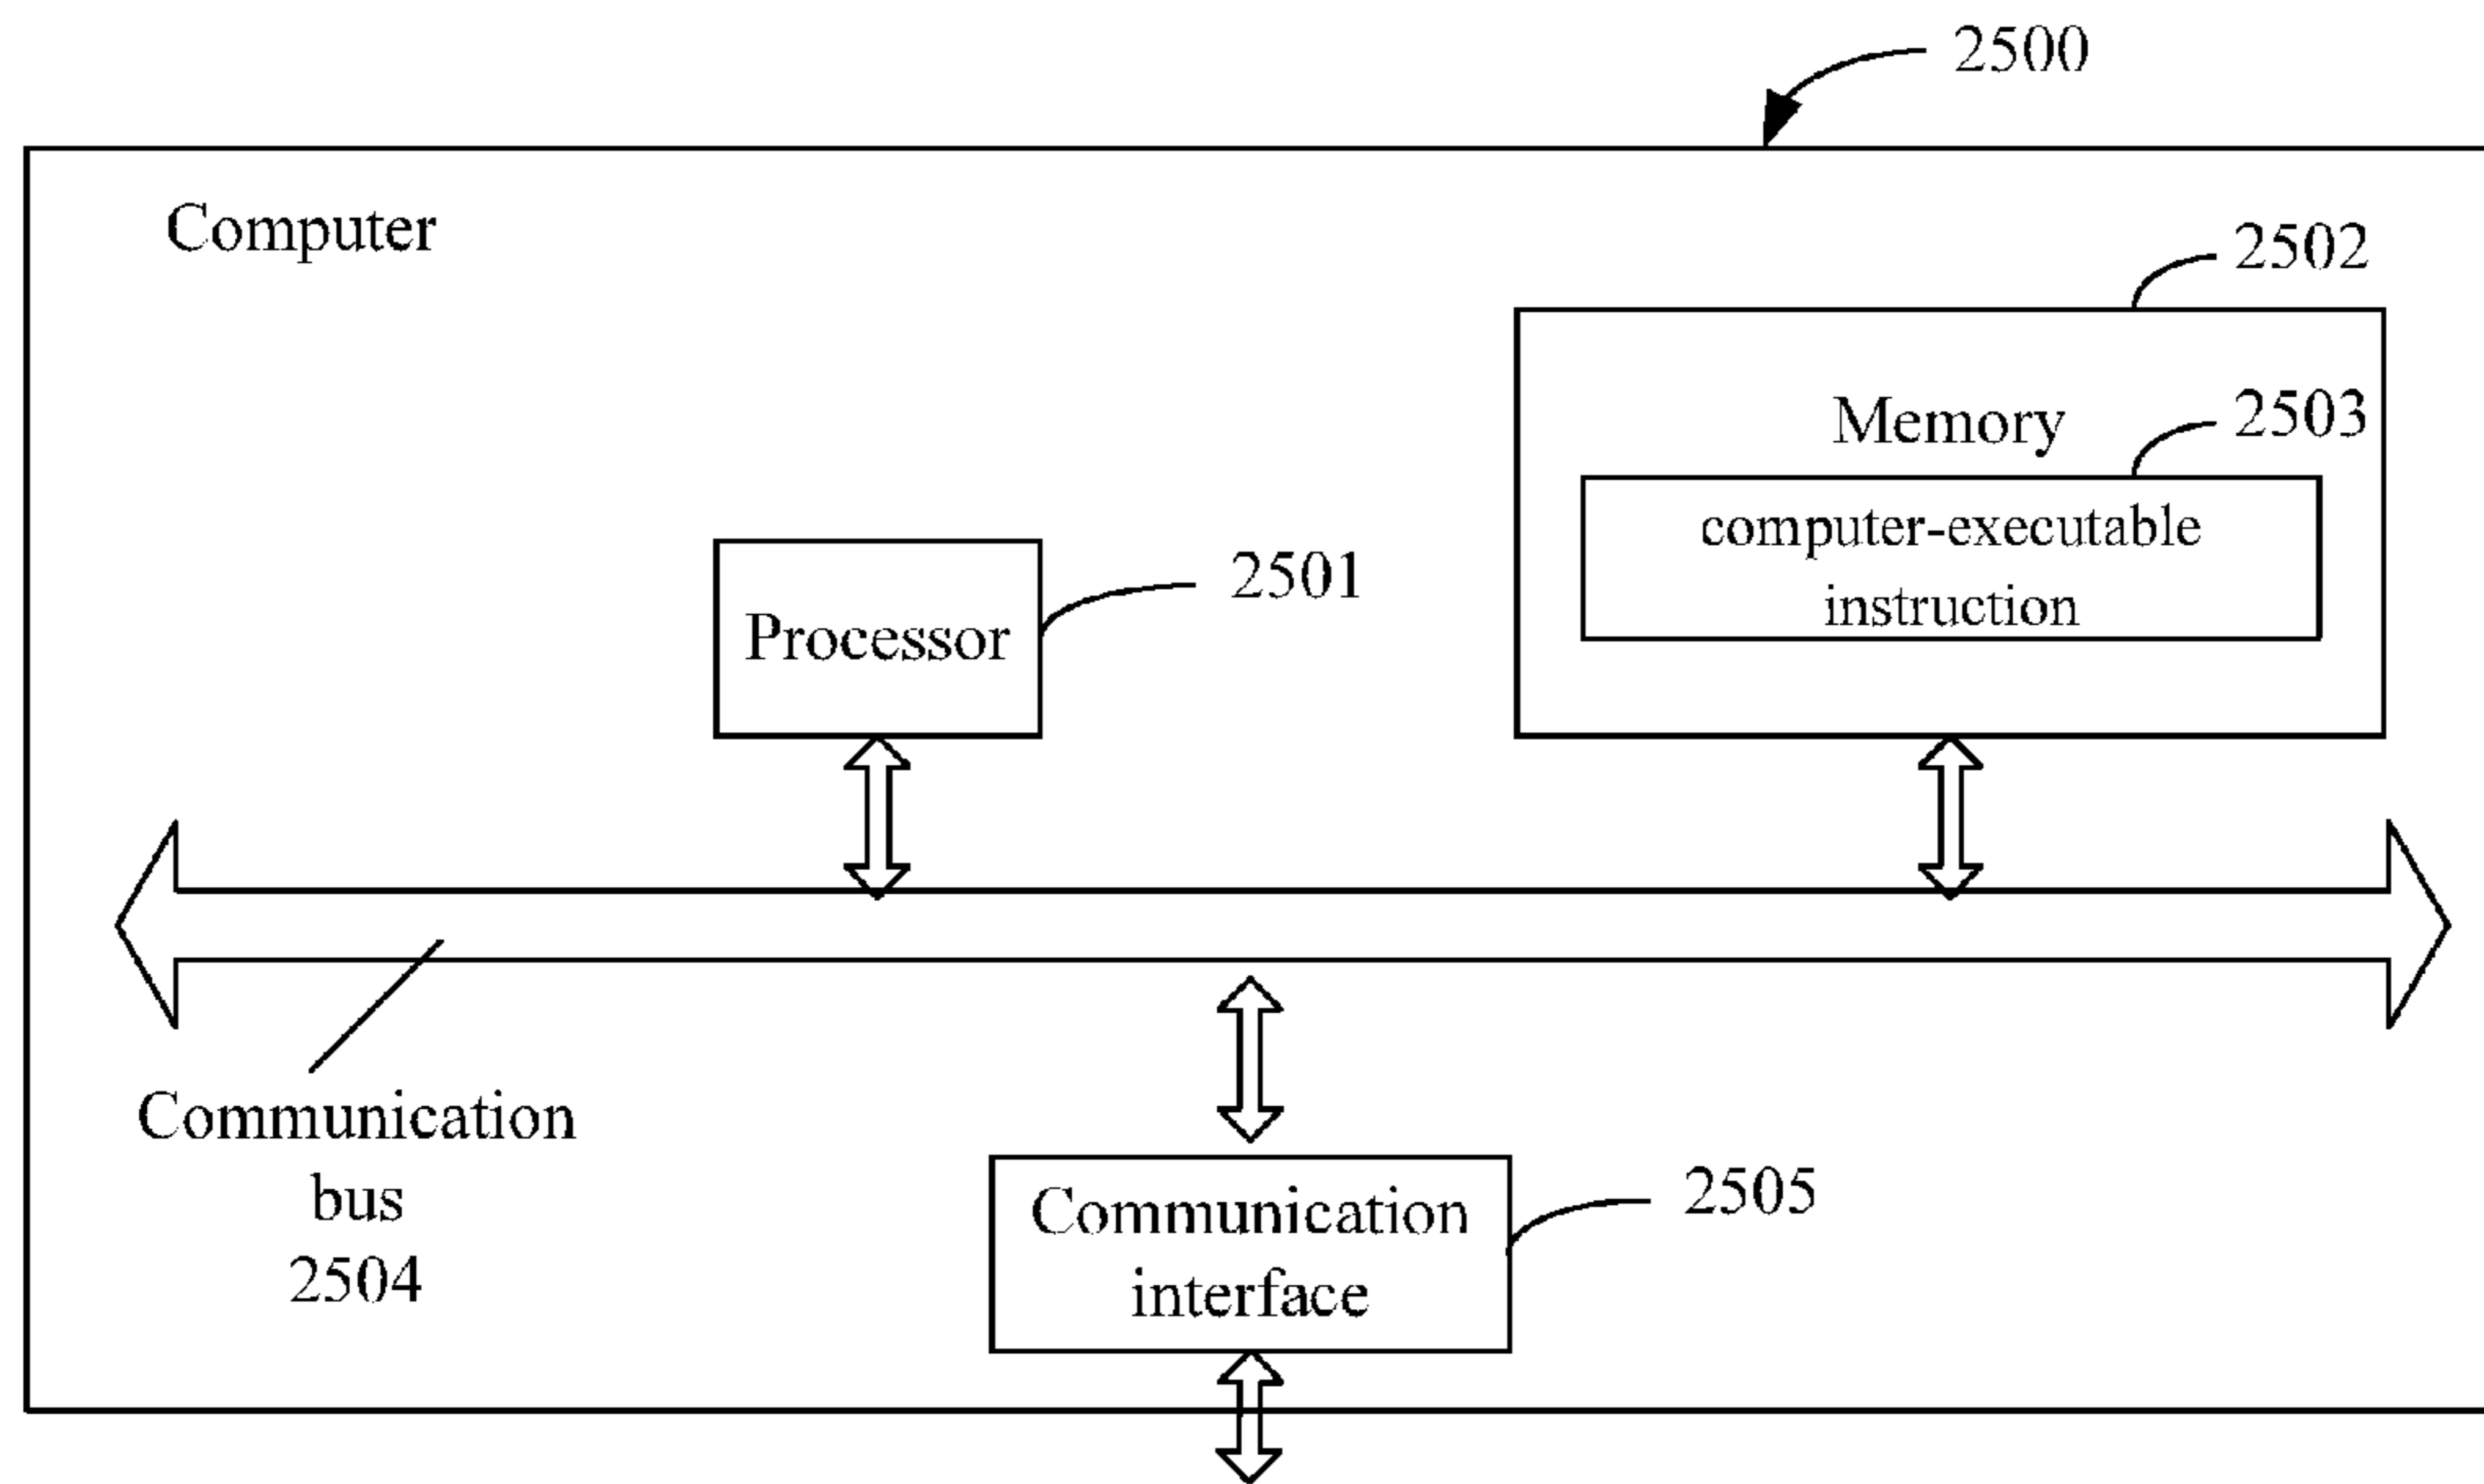 2500
Computer
2502
Memory
2503
computer-executable
instruction
2501
Processor
Communication
bus
2504
Communication
interface
2505